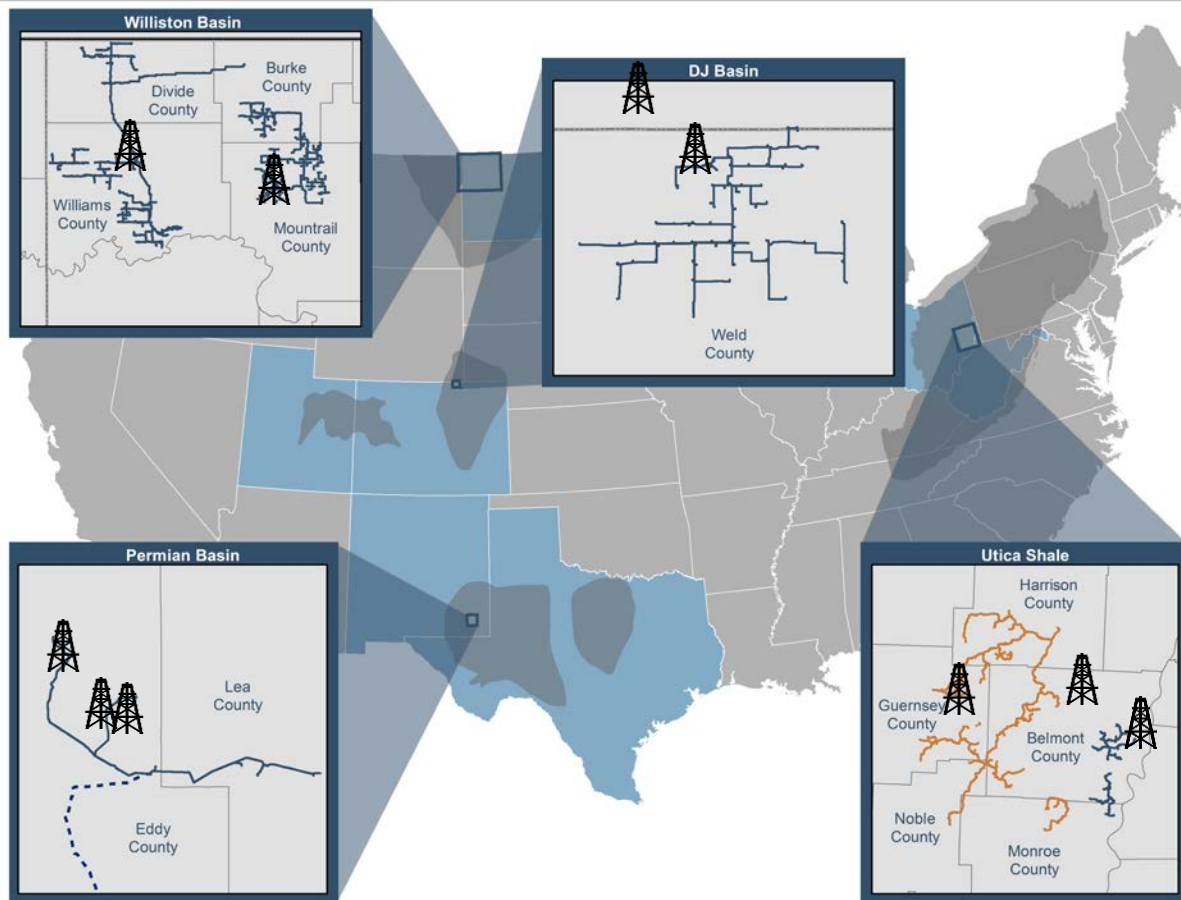 Williston Basin
Burke
County
Divide
County
Williams
County
Mountrail
County
DJ Basin
Weld
County
Permian Basin
Lea
County
Eddy
County
Utica Shale
Harrison
County
Guernsey
County
Belmont
County
Noble
County
Monroe
County